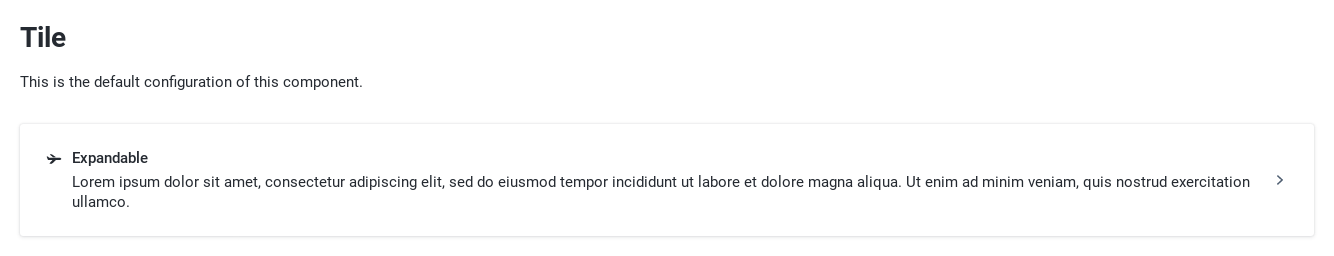 Tile
This is the default configuration of this component.
Expandable
Lorem ipsum dolor sit amet, consectetur adipiscing elit, sed do eiusmod tempor incididunt ut labore et dolore magna aliqua. Ut enim ad minim veniam, quis nostrud exercitation
ullamco.